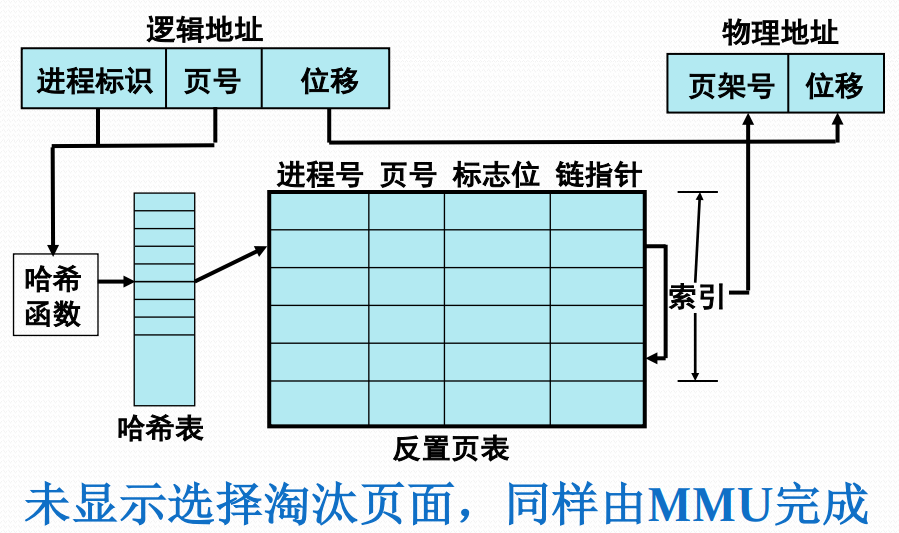 逻辑地址
物理地址
进程标识 页号 位移
页架号 位移
进程号 页号 标志位 链指针
哈希
函数
索引
哈希表
反置页表
未显示选择淘汰页面，同样由MMU完成